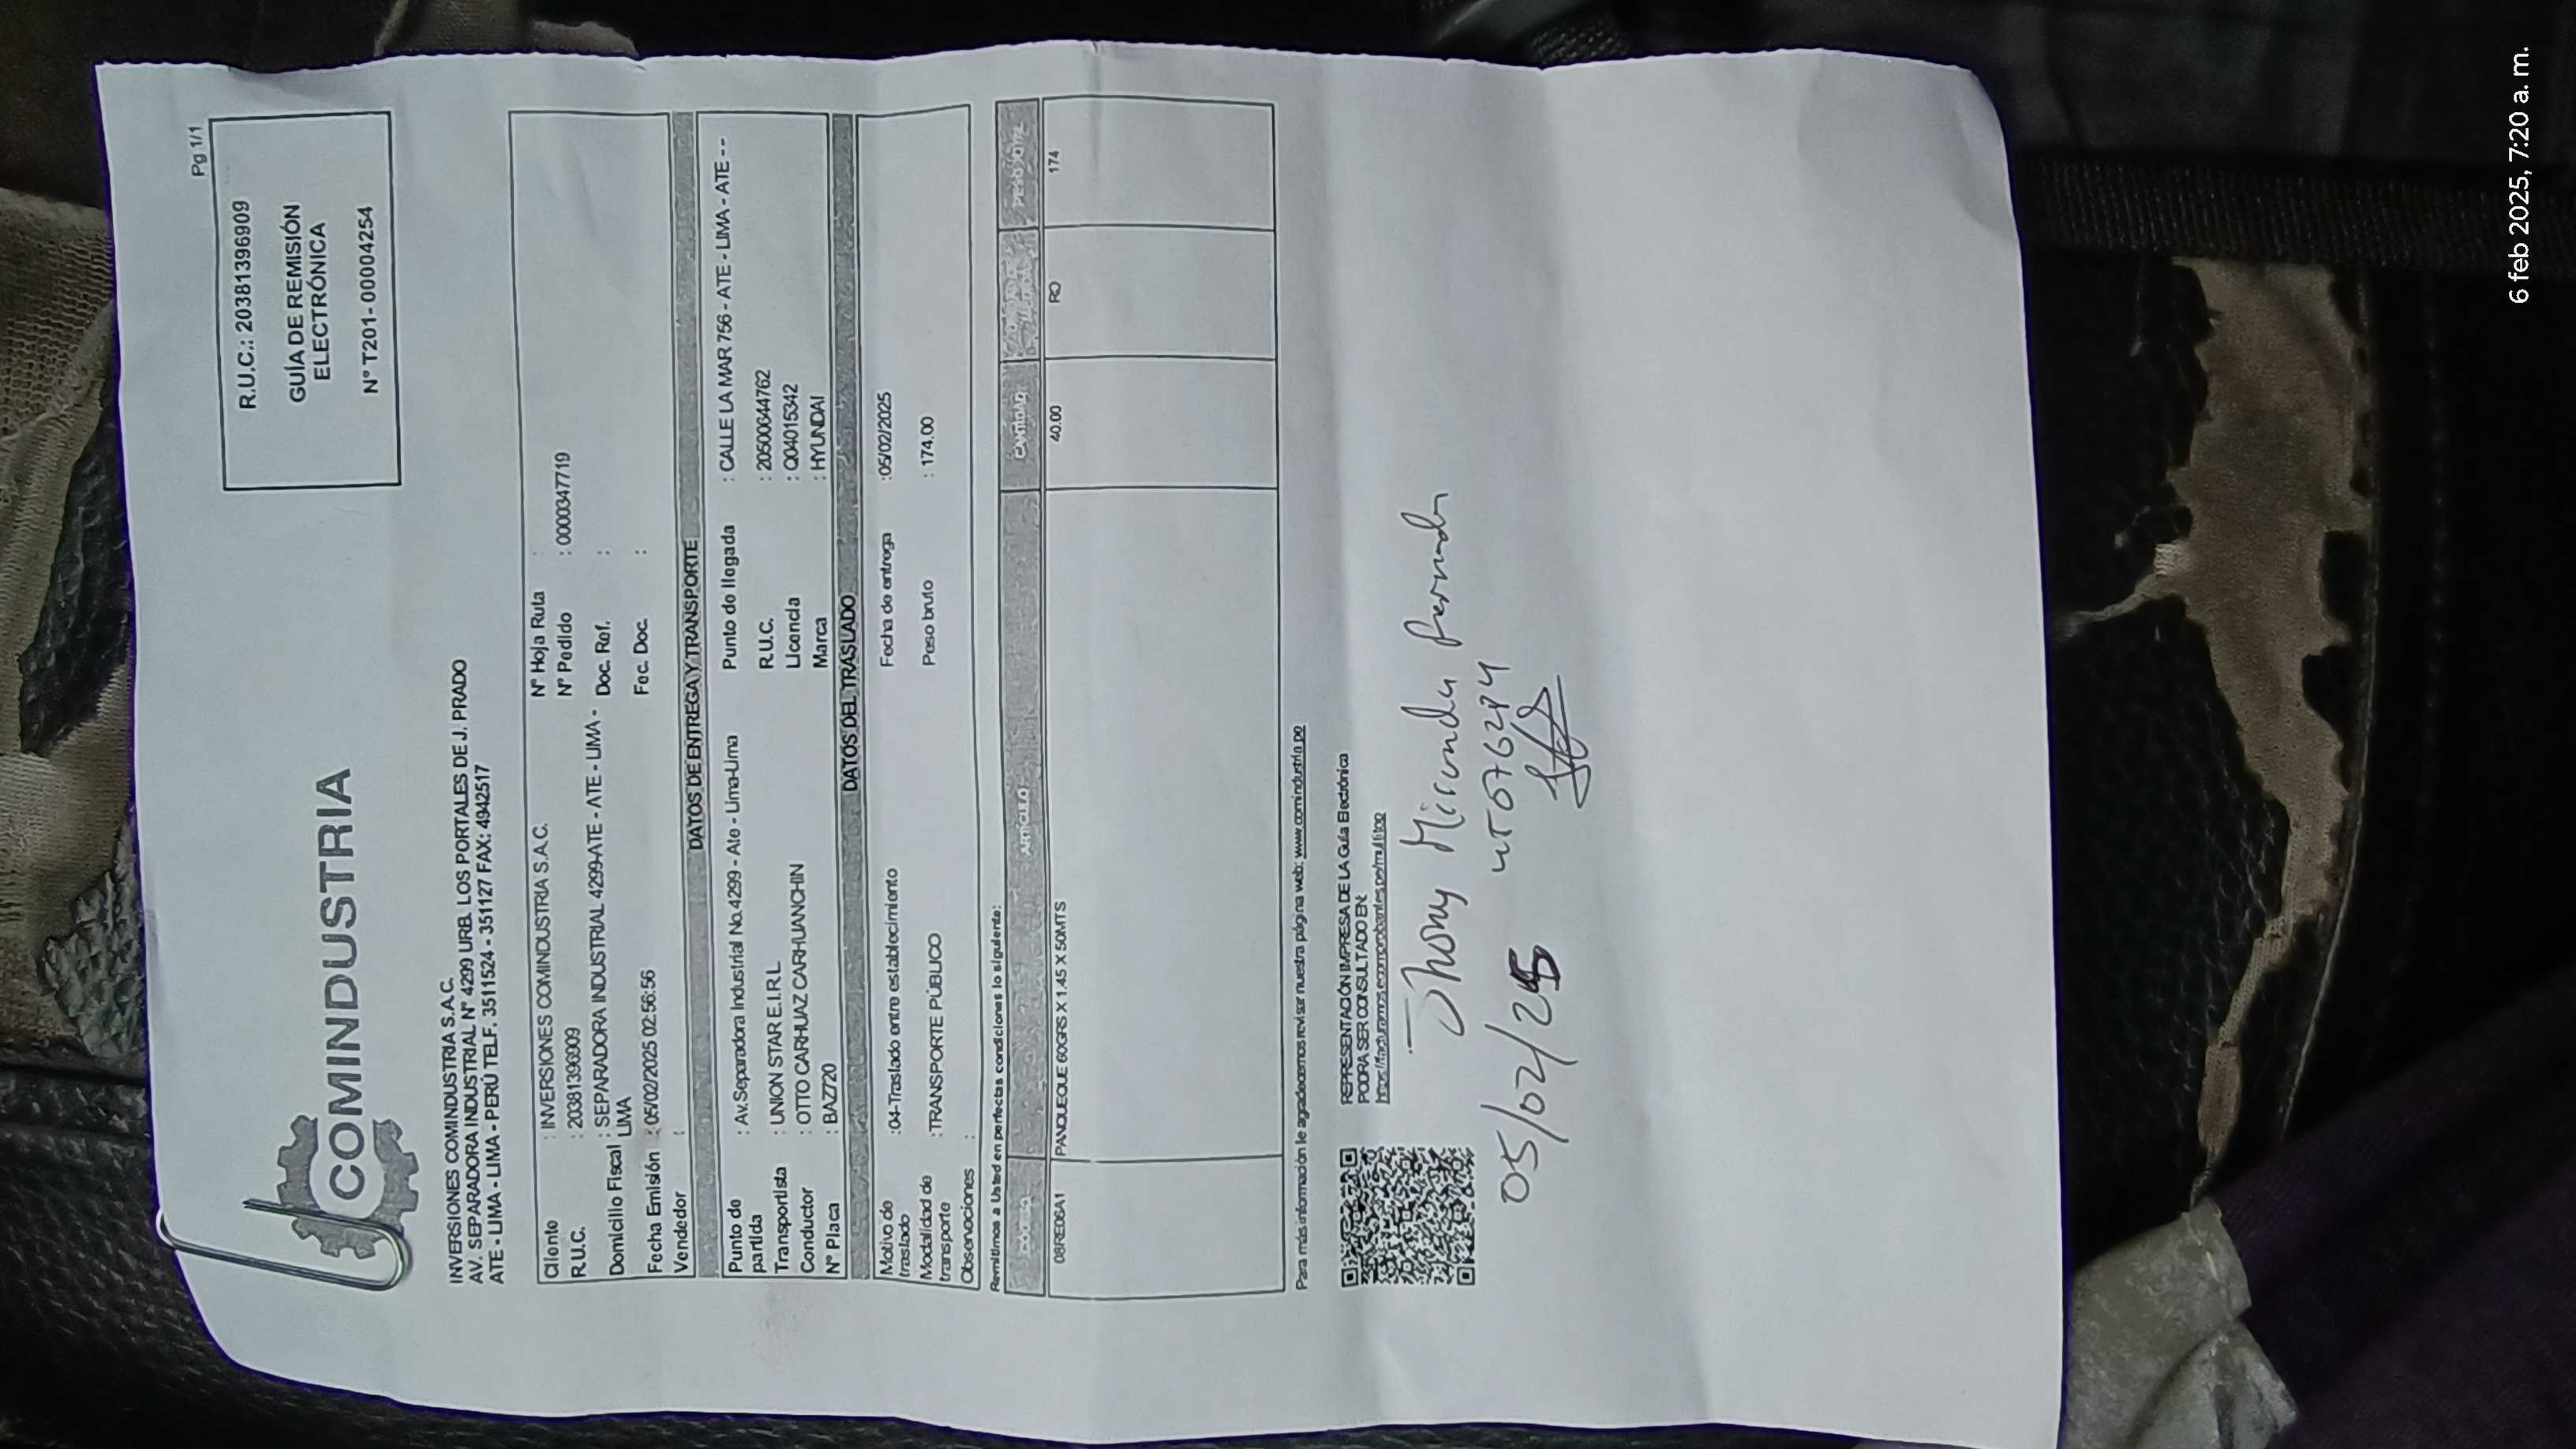 Pg 1/1
R.U.C.: 20381396909
GUÍA DE REMISIÓN
ELECTRÓNICA
N° T201- 00004254
COMINDUSTRIA
INVERSIONES COMINDUSTRIA S.A.C.
AV. SEPARADORA INDUSTRIAL N° 4299 URB. LOS PORTALES DE J. PRADO
ATE - LIMA - LIMA - PERÚ TELF. 3511524 - 351127 FAX: 4942517
Cliente : INVERSIONES COMINDUSTRIA S.A.C. N° Hoja Ruta :
R.U.C. : 20381396909 N° Pedido : 0000347719
Domicilio Fiscal : SEPARADORA INDUSTRIAL 4299-ATE - ATE - LIMA - Doc. Ref. :
LIMA
Fecha Emisión : 05/02/2025 02:56:56 Fec. Doc. :
Vendedor :
DATOS DE ENTREGA Y TRANSPORTE
Punto de partida : Av.Separadora Industrial No.4299 - Ate - Lima-Lima Punto de llegada : CALLE LA MAR 756 - ATE - LIMA - ATE --
Transportista : UNION STAR E.I.R.L. R.U.C. : 20500644762
Conductor : OTTO CARHUAZ CARHUANCHIN Licencia : Q04015342
N° Placa : BAZ720 Marca : HYUNDAI
DATOS DEL TRASLADO
Motivo de traslado :04-Traslado entre establecimiento Fecha de entrega :05/02/2025
Modalidad de transporte :TRANSPORTE PÚBLICO Peso bruto : 174.00
Observaciones :
Remitimos a Usted en perfectas condiciones lo siguiente:
ARTÍCULO CANTIDAD
08RE06A1 PANQUEQUE 60GRS X 1.45 X 50MTS 40.00 RO 174
Para más información le agradecemos revisar nuestra página web: www.comindustria.pe
REPRESENTACIÓN IMPRESA DE LA Guía Electrónica
PODRA SER CONSULTADO EN:
Jhony Miranda
05/02/25
6 feb 2025, 7:20 a. m.